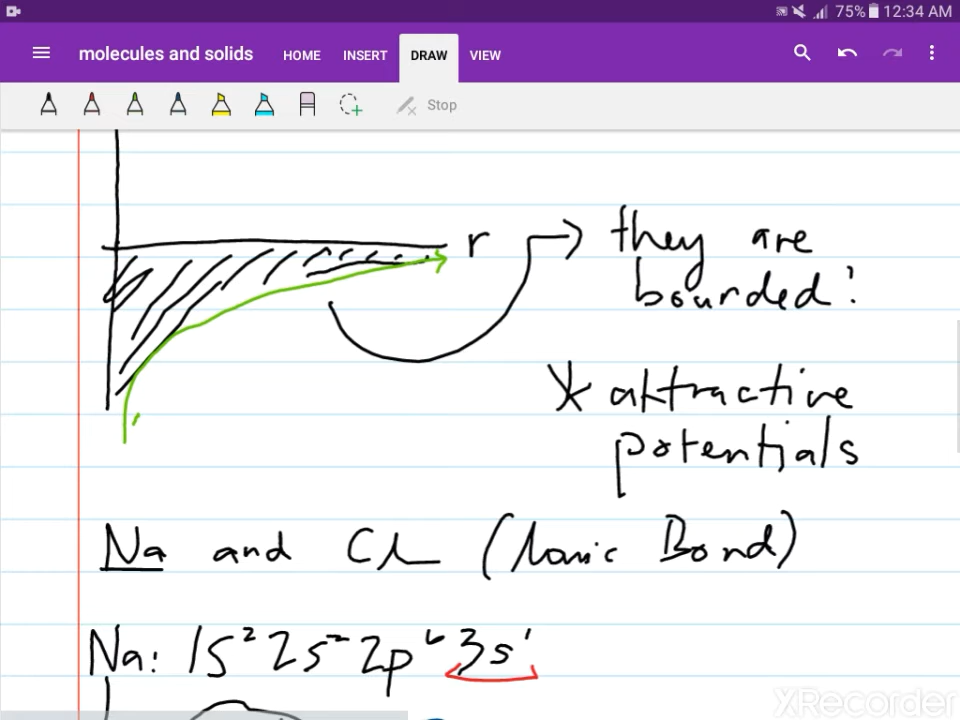 75% 12:34 AM
molecules and solids HOME INSERT DRAW VIEW
Stop
r
they are
bounded!
* attractive
potentials
Na and Cl (Ionic Bond)
Na: 1s² 2s² 2p⁶ 3s¹
XRecorder